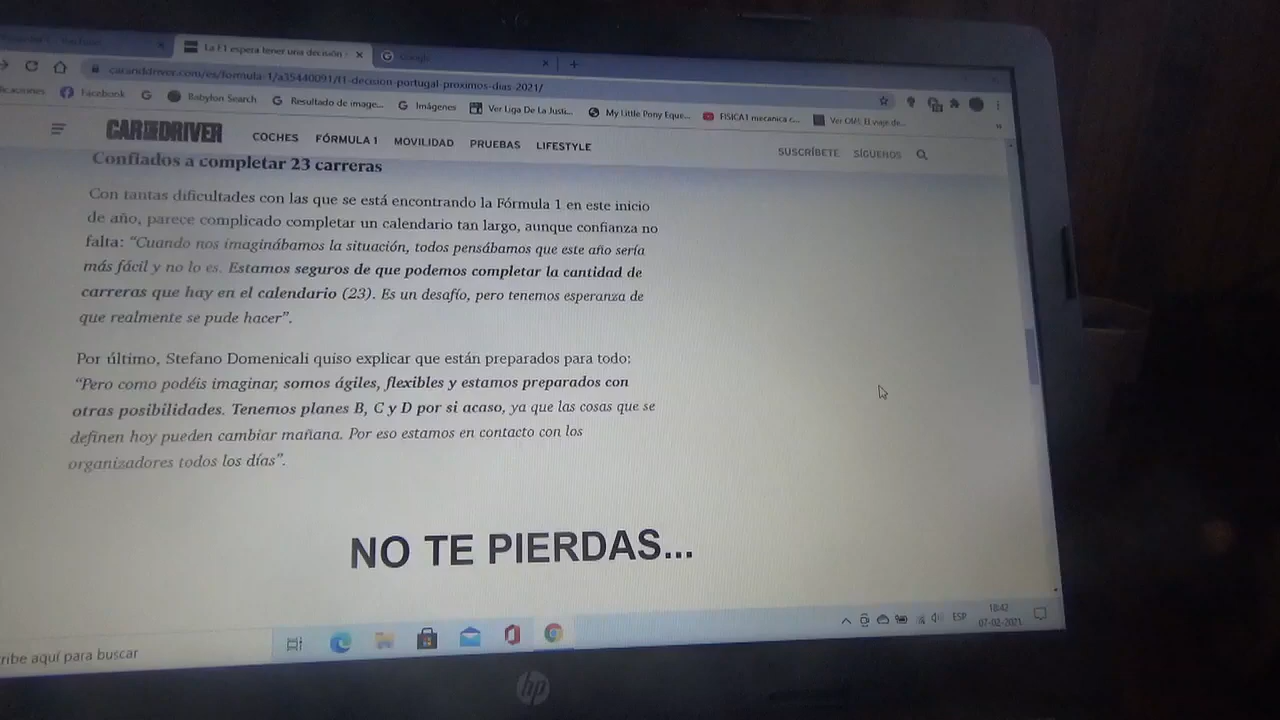 La F1 espera tener una decisión
Google
caranddriver.com/es/formula-1/a35440091/f1-decision-portugal-proximos-dias-2021/
Facebook
Babylon Search
Resultado de image...
Imágenes
Ver Liga De La Justi...
My Little Pony Eque...
FISICA1 mecanica c...
CAR AND DRIVER
COCHES
FÓRMULA 1
MOVILIDAD
PRUEBAS
LIFESTYLE
SUSCRÍBETE
SÍGUENOS
Confiados a completar 23 carreras
Con tantas dificultades con las que se está encontrando la Fórmula 1 en este inicio
de año, parece complicado completar un calendario tan largo, aunque confianza no
falta: “Cuando nos imaginábamos la situación, todos pensábamos que este año sería
más fácil y no lo es. Estamos seguros de que podemos completar la cantidad de
carreras que hay en el calendario (23). Es un desafío, pero tenemos esperanza de
que realmente se pude hacer”.
Por último, Stefano Domenicali quiso explicar que están preparados para todo:
“Pero como podéis imaginar, somos ágiles, flexibles y estamos preparados con
otras posibilidades. Tenemos planes B, C y D por si acaso, ya que las cosas que se
definen hoy pueden cambiar mañana. Por eso estamos en contacto con los
organizadores todos los días”.
NO TE PIERDAS...
ribe aquí para buscar
ESP
18:42
07-02-2021
hp